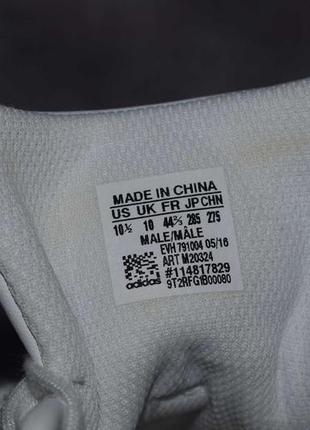 MADE IN CHINA
US UK FR JP CHN
10½ 10 44⅔ 285 275
MALE/MÂLE
EVH 791004 05/16
ART M20324
#114817829
9T2RFG1B00080
adidas